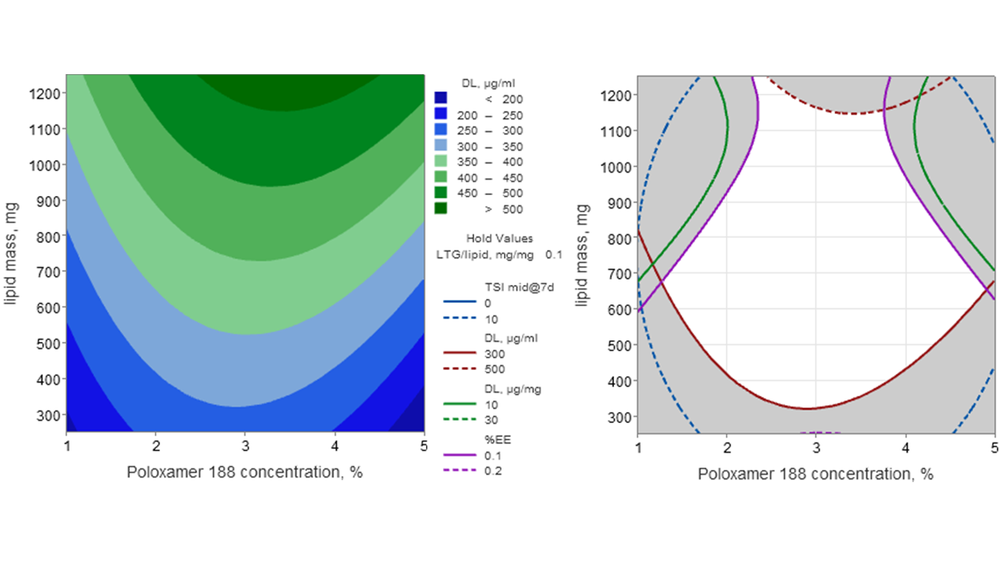 lipid mass, mg
1200
1100
1000
900
800
700
600
500
400
300
1 2 3 4 5
Poloxamer 188 concentration, %
DL, µg/ml
< 200
200 – 250
250 – 300
300 – 350
350 – 400
400 – 450
450 – 500
> 500
Hold Values
LTG/lipid, mg/mg 0.1
TSI mid@7d
0
10
DL, µg/ml
300
500
DL, µg/mg
10
30
%EE
0.1
0.2
lipid mass, mg
1200
1100
1000
900
800
700
600
500
400
300
1 2 3 4 5
Poloxamer 188 concentration, %